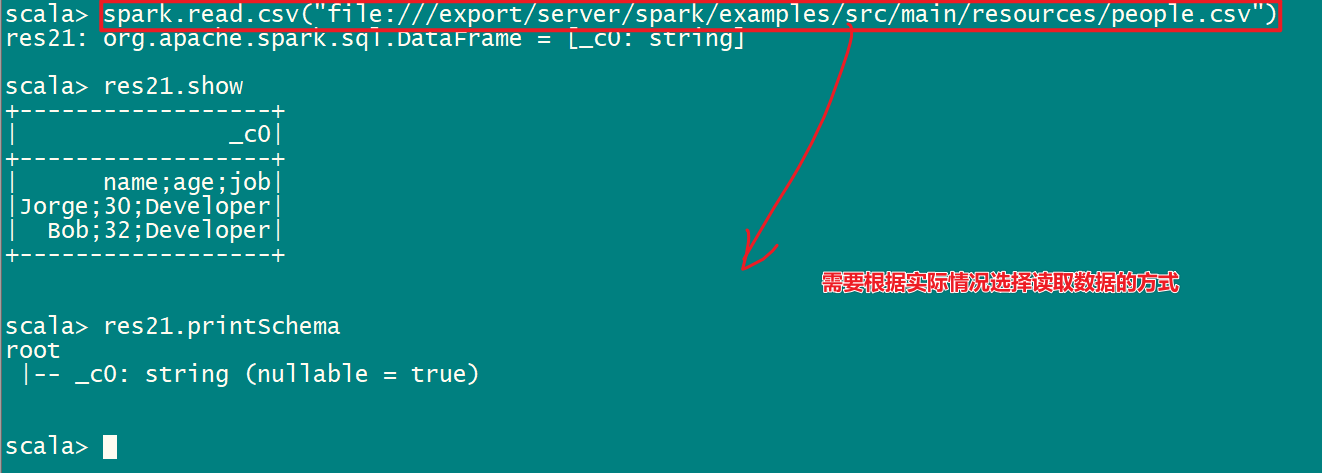 scala> spark.read.csv("file:///export/server/spark/examples/src/main/resources/people.csv")
res21: org.apache.spark.sql.DataFrame = [_c0: string]
scala> res21.show
+------------------+
|               _c0|
+------------------+
|      name;age;job|
|Jorge;30;Developer|
|  Bob;32;Developer|
+------------------+
需要根据实际情况选择读取数据的方式
scala> res21.printSchema
root
 |-- _c0: string (nullable = true)
scala>